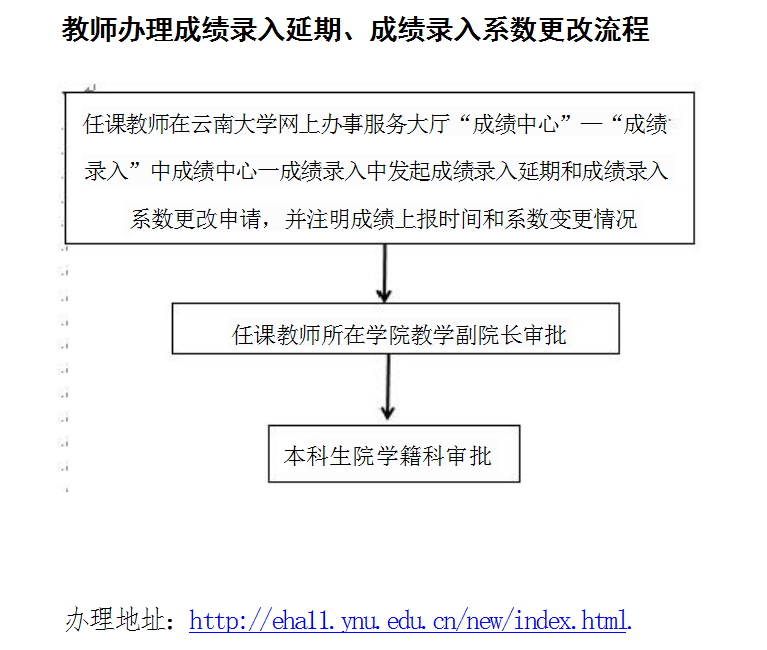 教师办理成绩录入延期、成绩录入系数更改流程
任课教师在云南大学网上办事服务大厅“成绩中心”—“成绩
录入”中成绩中心一成绩录入中发起成绩录入延期和成绩录入
系数更改申请，并注明成绩上报时间和系数变更情况
任课教师所在学院教学副院长审批
本科生院学籍科审批
办理地址：http://ehall.ynu.edu.cn/new/index.html.